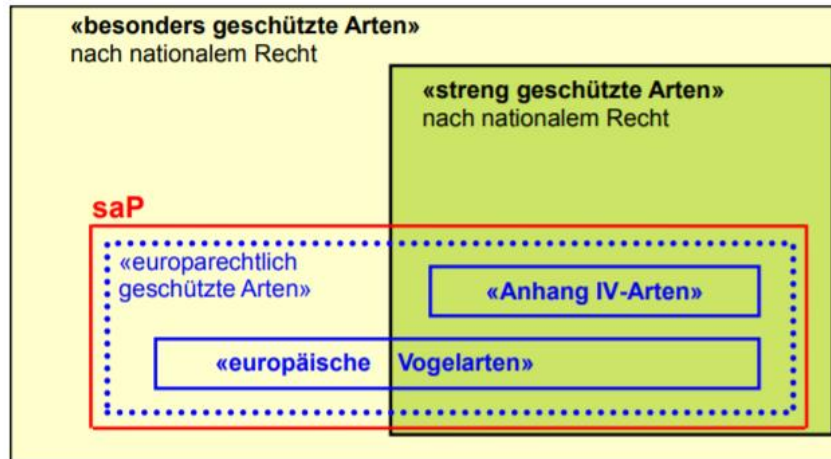 «besonders geschützte Arten»
nach nationalem Recht
«streng geschützte Arten»
nach nationalem Recht
saP
«europarechtlich
geschützte Arten»
«Anhang IV-Arten»
«europäische Vogelarten»